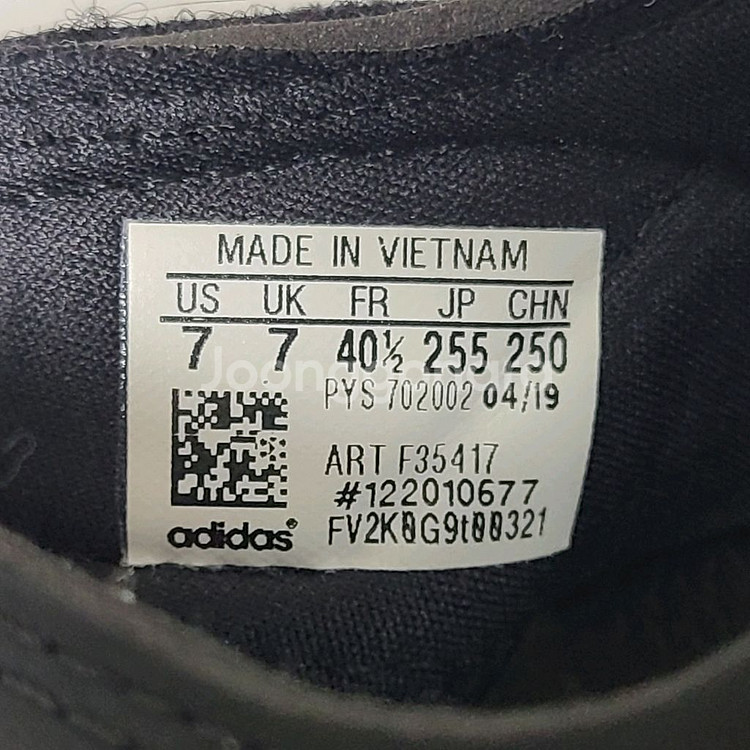 MADE IN VIETNAM
US UK FR JP CHN
7 7 40½ 255 250
PYS 702002 04/19
ART F35417
#122010677
adidas® FV2K0G9t00321